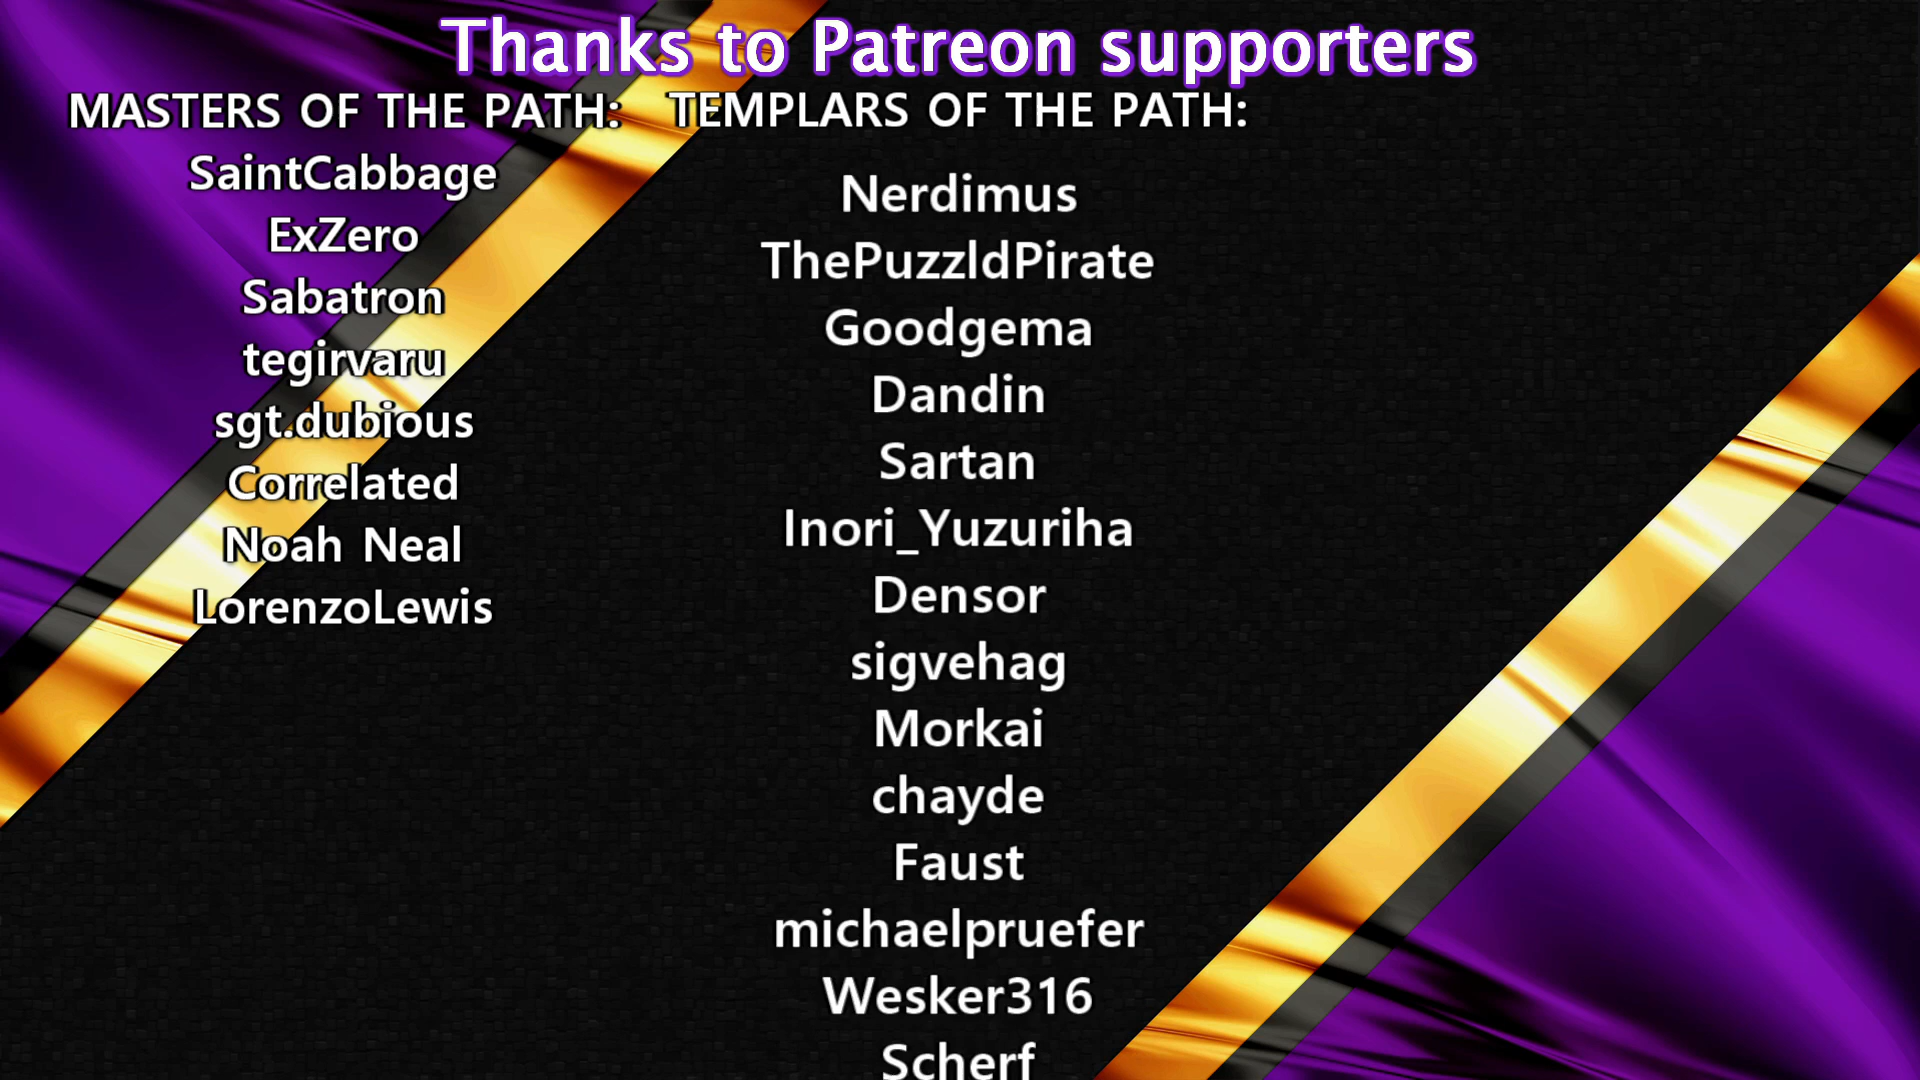 Thanks to Patreon supporters
MASTERS OF THE PATH:
SaintCabbage
ExZero
Sabatron
tegirvaru
sgt.dubious
Correlated
Noah Neal
LorenzoLewis
TEMPLARS OF THE PATH:
Nerdimus
ThePuzzldPirate
Goodgema
Dandin
Sartan
Inori_Yuzuriha
Densor
sigvehag
Morkai
chayde
Faust
michaelpruefer
Wesker316
Scherf